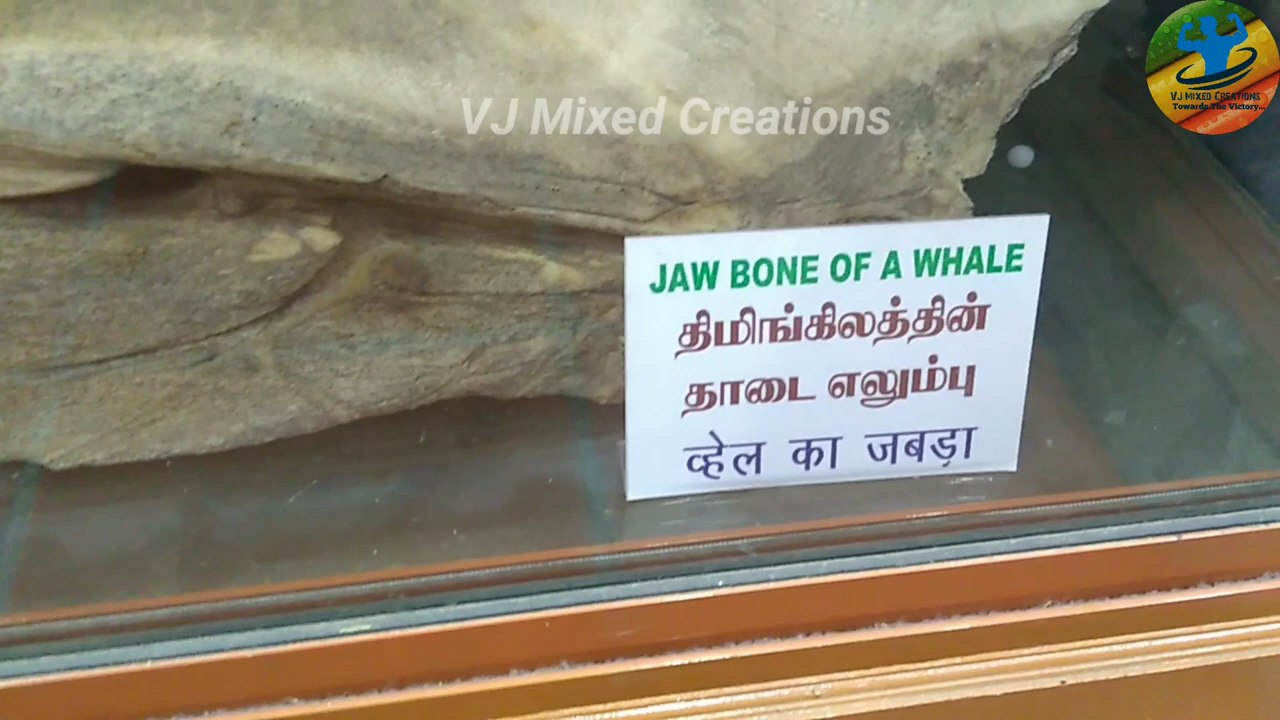 VJ MIXED CREATIONS
Towards The Victory...
VJ Mixed Creations
JAW BONE OF A WHALE
திமிங்கிலத்தின்
தாடை எலும்பு
व्हेल का जबड़ा